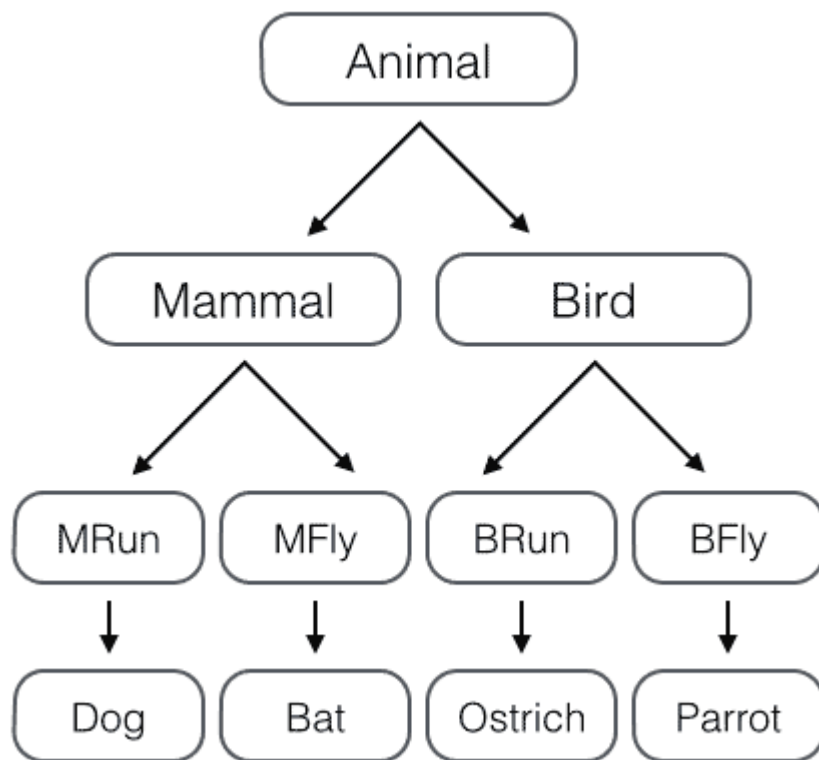 Animal
Mammal
Bird
MRun
MFly
BRun
BFly
Dog
Bat
Ostrich
Parrot